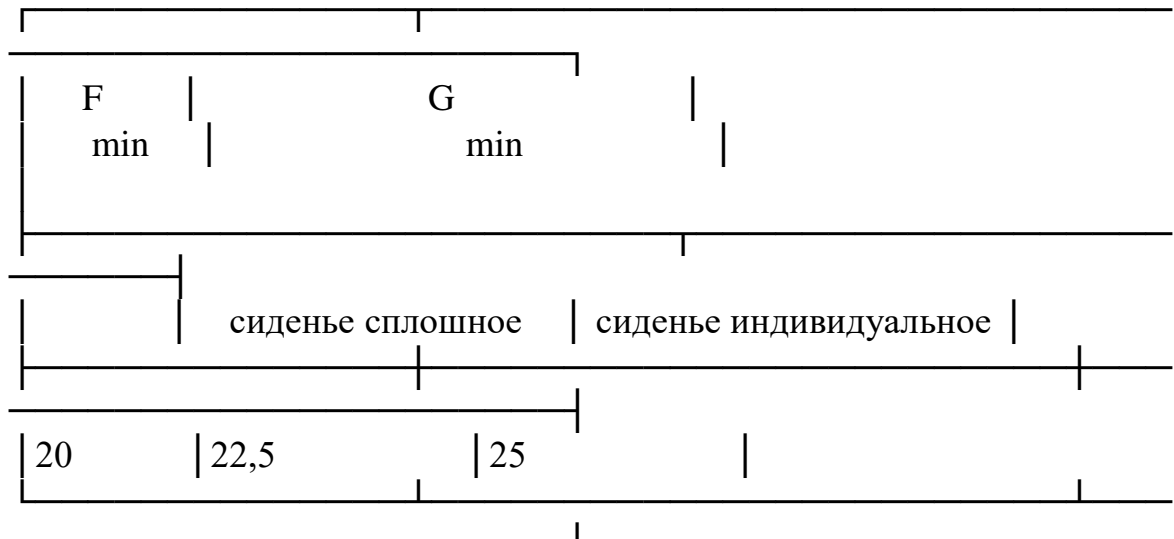 F G
min min
сиденье сплошное сиденье индивидуальное
20 22,5 25